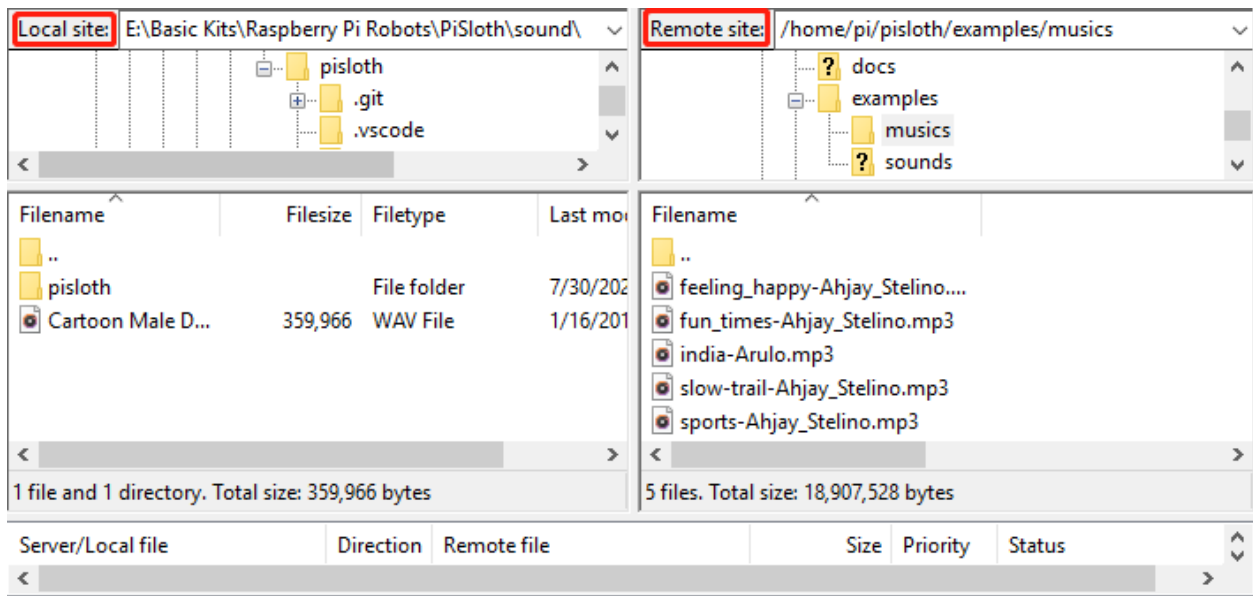 Local site: E:\Basic Kits\Raspberry Pi Robots\PiSloth\sound\
pisloth
.git
.vscode
Filename Filesize Filetype Last mod
..
pisloth File folder 7/30/202
Cartoon Male D... 359,966 WAV File 1/16/201
1 file and 1 directory. Total size: 359,966 bytes
Remote site: /home/pi/pisloth/examples/musics
? docs
examples
musics
? sounds
Filename
..
feeling_happy-Ahjay_Stelino....
fun_times-Ahjay_Stelino.mp3
india-Arulo.mp3
slow-trail-Ahjay_Stelino.mp3
sports-Ahjay_Stelino.mp3
5 files. Total size: 18,907,528 bytes
Server/Local file Direction Remote file Size Priority Status